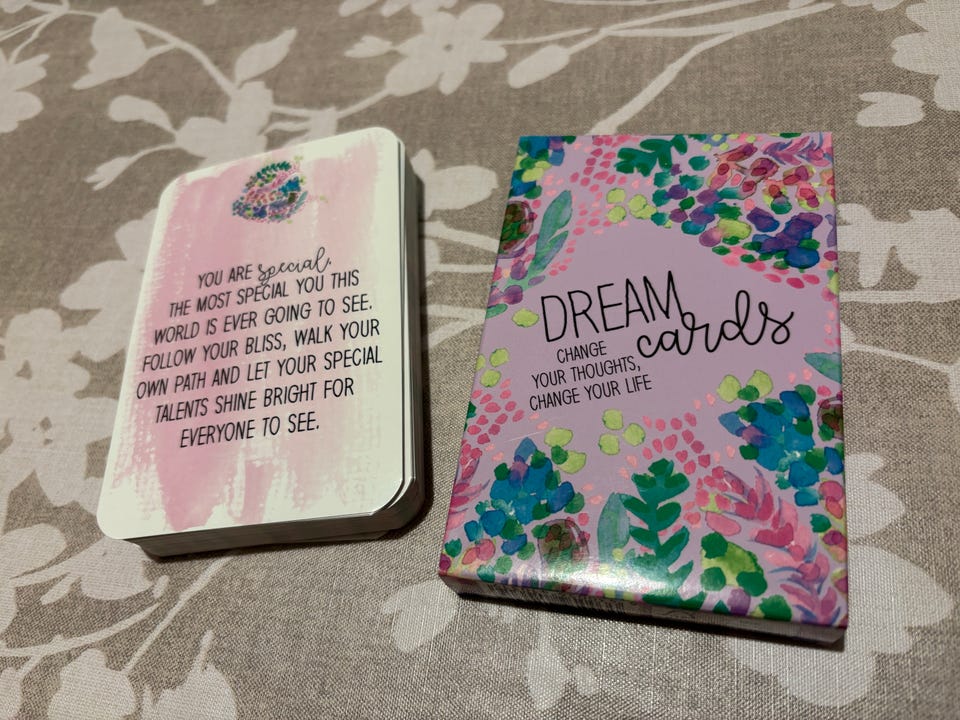 YOU ARE special.
THE MOST SPECIAL YOU THIS
WORLD IS EVER GOING TO SEE.
FOLLOW YOUR BLISS, WALK YOUR
OWN PATH AND LET YOUR SPECIAL
TALENTS SHINE BRIGHT FOR
EVERYONE TO SEE.
DREAM
cards
CHANGE
YOUR THOUGHTS,
CHANGE YOUR LIFE